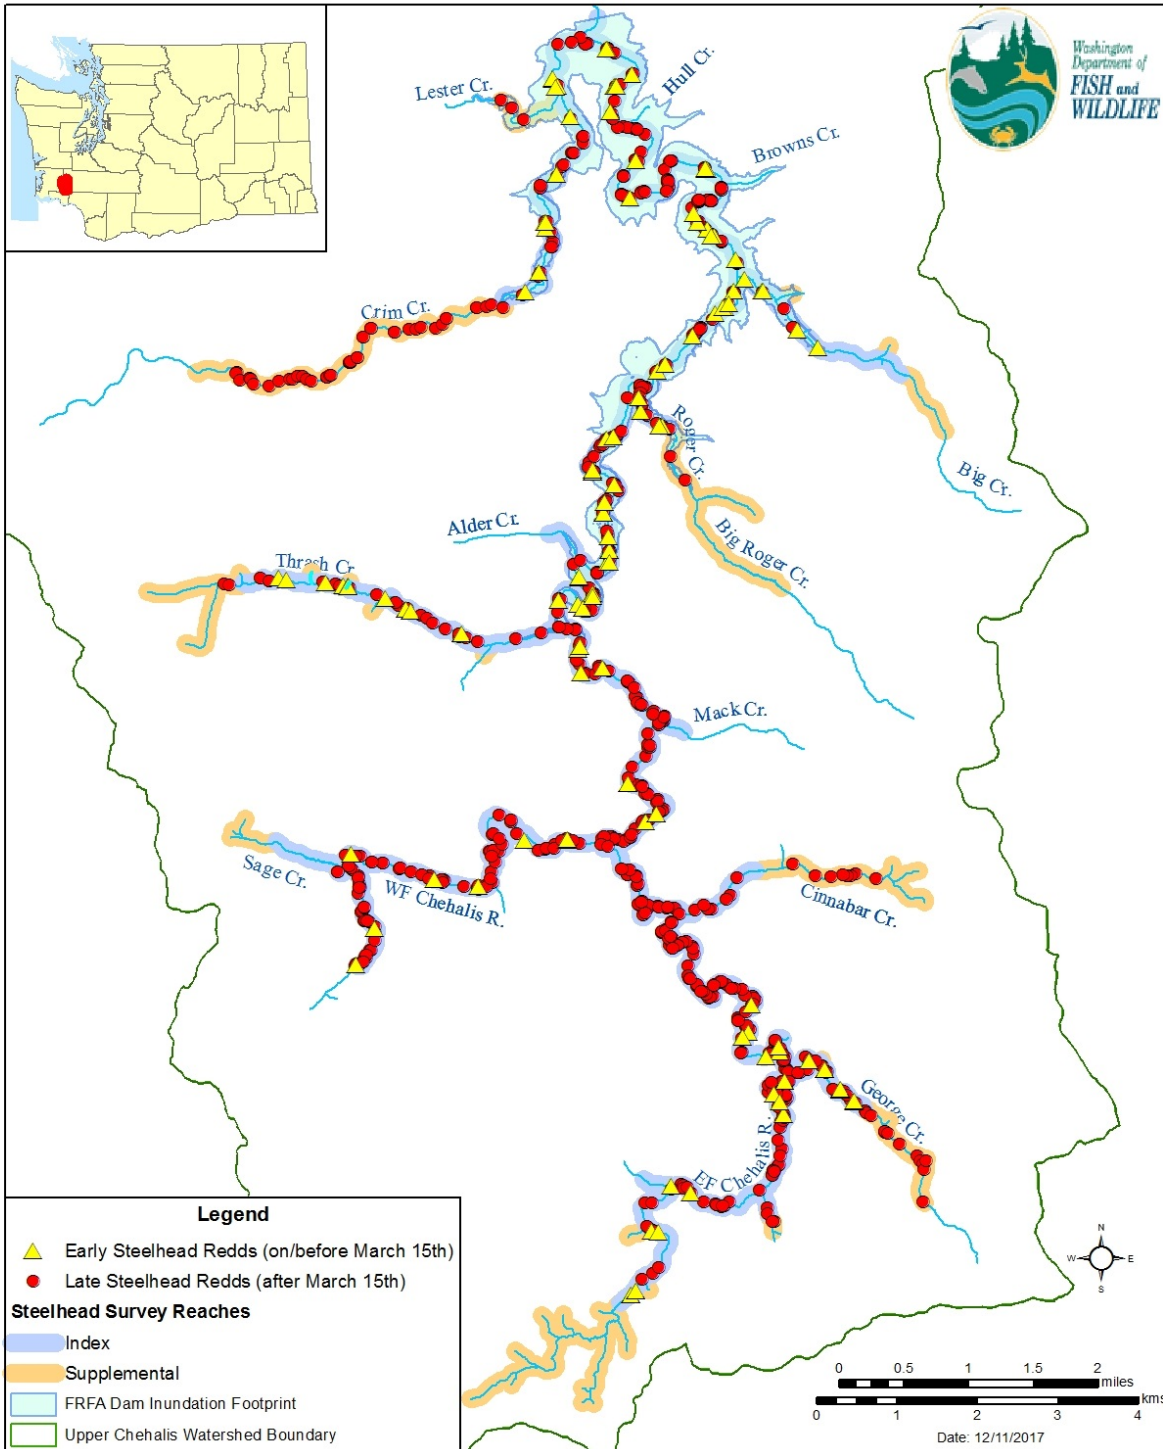 Lester Cr.
Hull Cr.
Browns Cr.
Washington
Department of
FISH and
WILDLIFE
Crim Cr.
Roger Cr.
Big Cr.
Alder Cr.
Big Roger Cr.
Thrash Cr
Mack Cr.
Sage Cr.
WF Chehalis R.
Cinnabar Cr.
George Cr.
EF Chehalis R.
Legend
Early Steelhead Redds (on/before March 15th)
Late Steelhead Redds (after March 15th)
Steelhead Survey Reaches
Index
Supplemental
FRFA Dam Inundation Footprint
Upper Chehalis Watershed Boundary
N
W E
S
0 0.5 1 1.5 2
miles
kms
0 1 2 3 4
Date: 12/11/2017